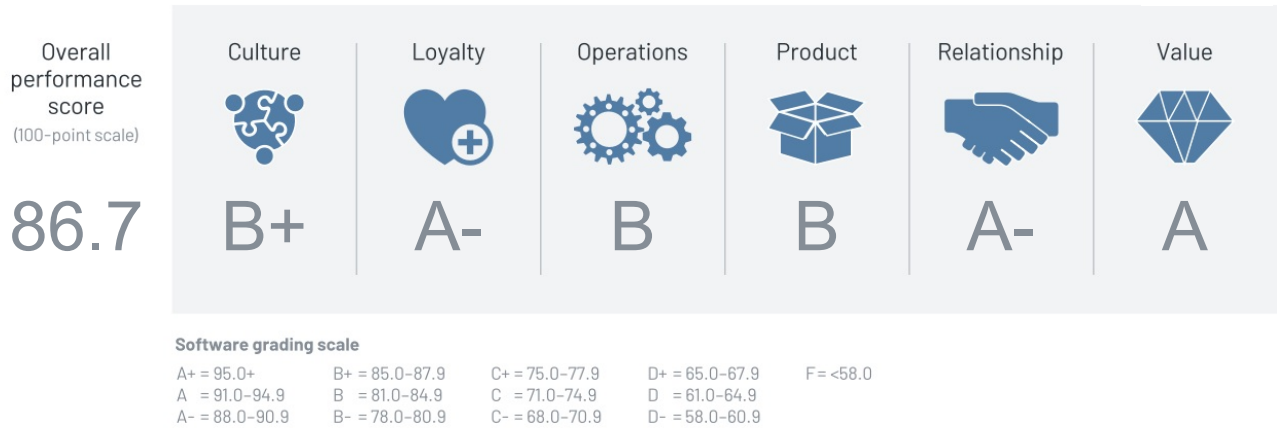 Overall
performance
score
(100-point scale)
86.7
Culture
B+
Loyalty
A-
Operations
B
Product
B
Relationship
A-
Value
A
Software grading scale
A+ = 95.0+
A = 91.0–94.9
A- = 88.0–90.9
B+ = 85.0–87.9
B = 81.0–84.9
B- = 78.0–80.9
C+ = 75.0–77.9
C = 71.0–74.9
C- = 68.0–70.9
D+ = 65.0–67.9
D = 61.0–64.9
D- = 58.0–60.9
F = <58.0